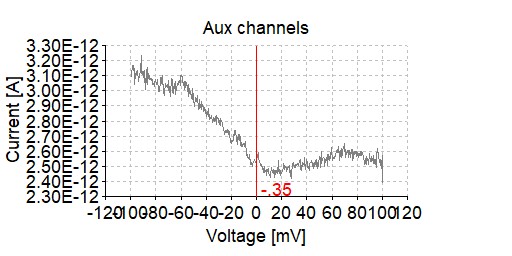 Aux channels
3.30E-12
3.20E-12
3.10E-12
3.00E-12
2.90E-12
2.80E-12
2.70E-12
2.60E-12
2.50E-12
2.40E-12
2.30E-12
Current [A]
-.35
-120 -100 -80 -60 -40 -20 0 20 40 60 80 100 120
Voltage [mV]